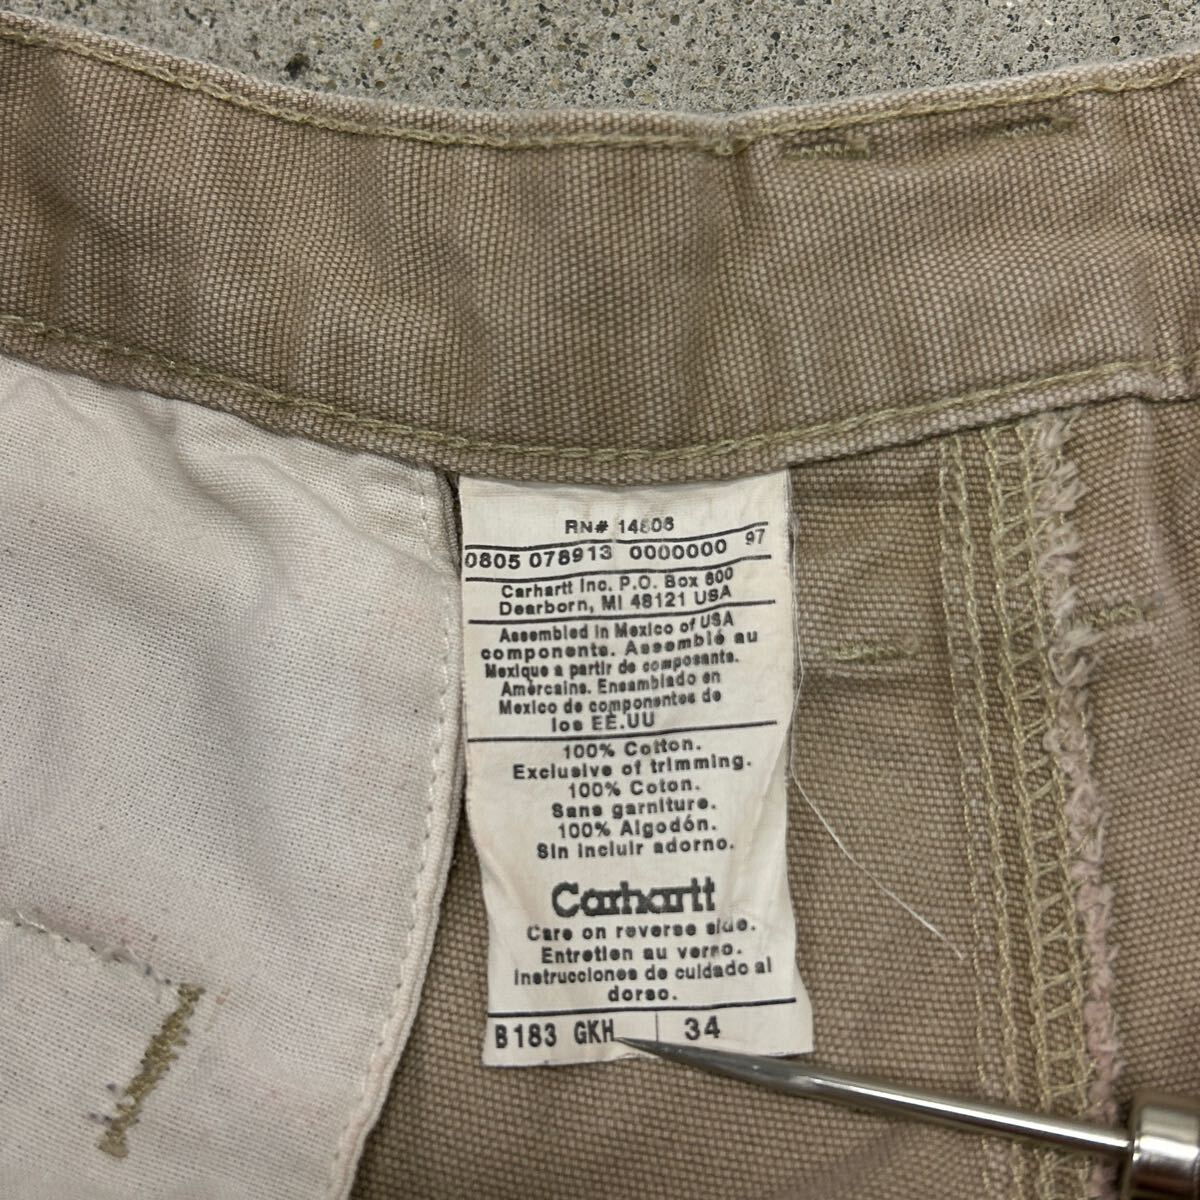 RN# 14806
0805 078913 0000000 97
Carhartt Inc. P.O. Box 600
Dearborn, MI 48121 USA
Assembled in Mexico of USA
components. Assemblé au
Mexique a partir de composants.
Amèrcains. Ensamblado en
Mexico de componentes de
los EE.UU
100% Cotton.
Exclusive of trimming.
100% Coton.
Sans garniture.
100% Algodón.
Sin incluir adorno.
Carhartt
Care on reverse side.
Entretien au verso.
Instrucciones de cuidado al
dorso.
B183 GKH 34